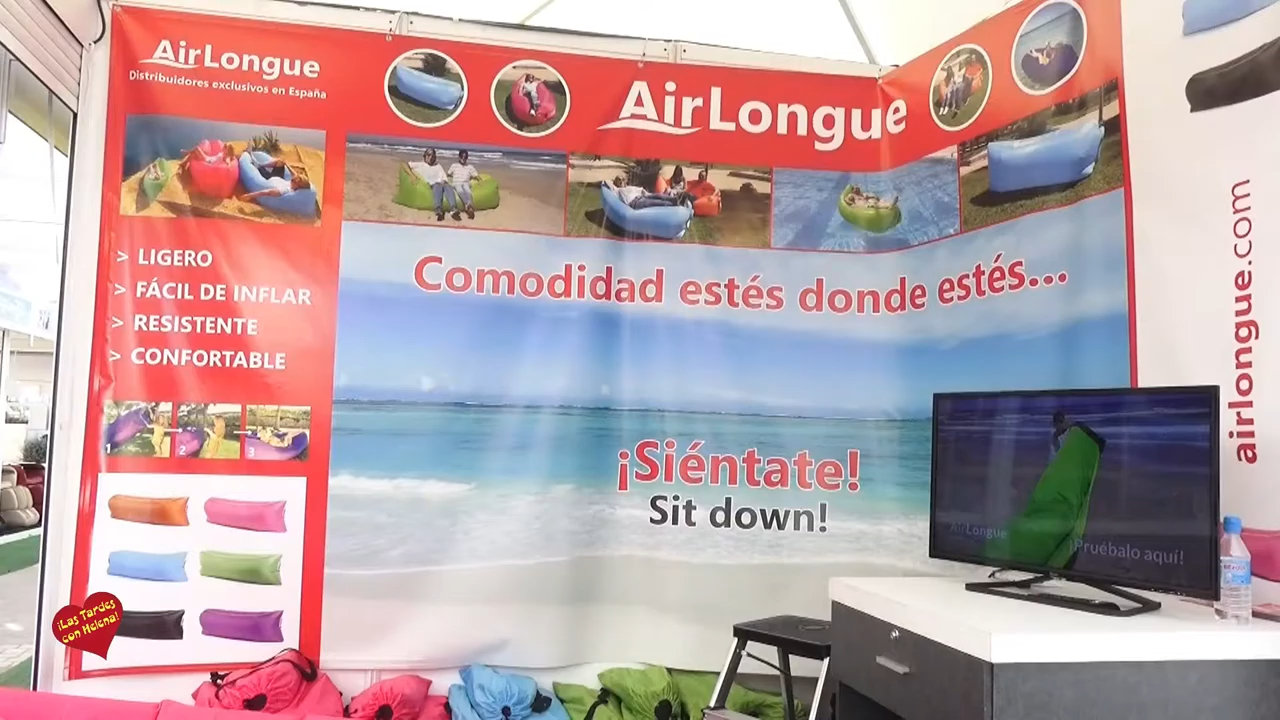 AirLongue
Distribuidores exclusivos en España
AirLongue
> LIGERO
> FÁCIL DE INFLAR
> RESISTENTE
> CONFORTABLE
1 2 3
Comodidad estés donde estés...
¡Siéntate!
Sit down!
AirLongue
¡Pruébalo aquí!
airlongue.com
¡Las Tardes
con Helena!